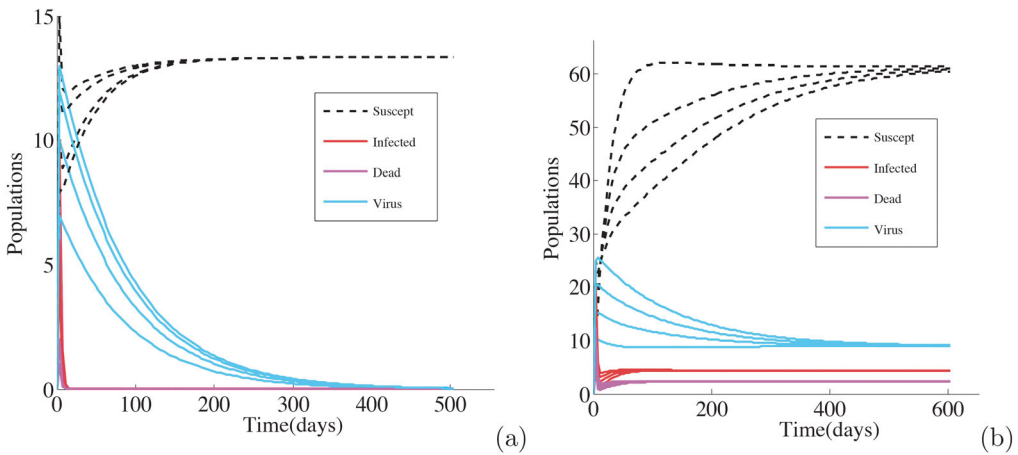 15
10
5
0
Populations
0
100
200
300
400
500
Time(days)
Suscept
Infected
Dead
Virus
(a)
60
50
40
30
20
10
0
Populations
0
200
400
600
Time(days)
Suscept
Infected
Dead
Virus
(b)